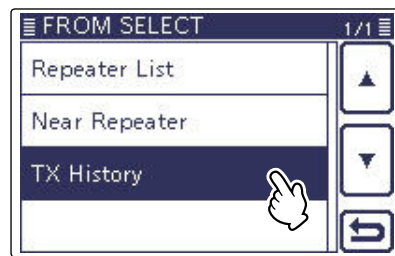 FROM SELECT
1/1
Repeater List
Near Repeater
TX History